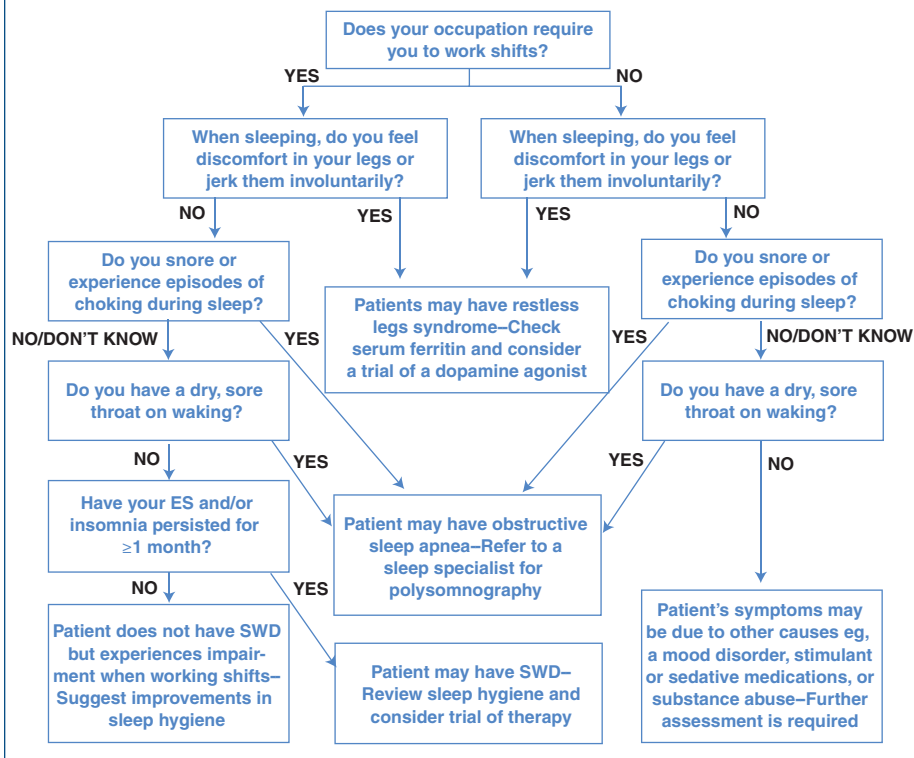 Does your occupation require
you to work shifts?
YES
NO
When sleeping, do you feel
discomfort in your legs or
jerk them involuntarily?
When sleeping, do you feel
discomfort in your legs or
jerk them involuntarily?
NO
YES
YES
NO
Do you snore or
experience episodes of
choking during sleep?
Patients may have restless
legs syndrome–Check
serum ferritin and consider
a trial of a dopamine agonist
Do you snore or
experience episodes of
choking during sleep?
NO/DON'T KNOW
YES
YES
NO/DON'T KNOW
Do you have a dry, sore
throat on waking?
Do you have a dry, sore
throat on waking?
NO
YES
YES
NO
Have your ES and/or
insomnia persisted for
≥1 month?
Patient may have obstructive
sleep apnea–Refer to a
sleep specialist for
polysomnography
NO
YES
Patient does not have SWD
but experiences impair-
ment when working shifts–
Suggest improvements in
sleep hygiene
Patient may have SWD–
Review sleep hygiene and
consider trial of therapy
Patient's symptoms may
be due to other causes eg,
a mood disorder, stimulant
or sedative medications, or
substance abuse–Further
assessment is required